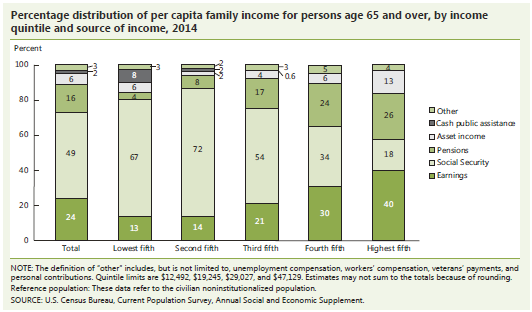 Percentage distribution of per capita family income for persons age 65 and over, by income
quintile and source of income, 2014
Percent
100
80
60
40
20
0
3
2
6
16
49
24
3
8
6
4
67
13
2
2
2
8
72
14
3
0.6
4
17
54
21
5
6
24
34
30
4
13
26
18
40
Total
Lowest fifth
Second fifth
Third fifth
Fourth fifth
Highest fifth
Other
Cash public assistance
Asset income
Pensions
Social Security
Earnings
NOTE: The definition of "other" includes, but is not limited to, unemployment compensation, workers' compensation, veterans' payments, and
personal contributions. Quintile limits are $12,492, $19,245, $29,027, and $47,129. Estimates may not sum to the totals because of rounding.
Reference population: These data refer to the civilian noninstitutionalized population.
SOURCE: U.S. Census Bureau, Current Population Survey, Annual Social and Economic Supplement.